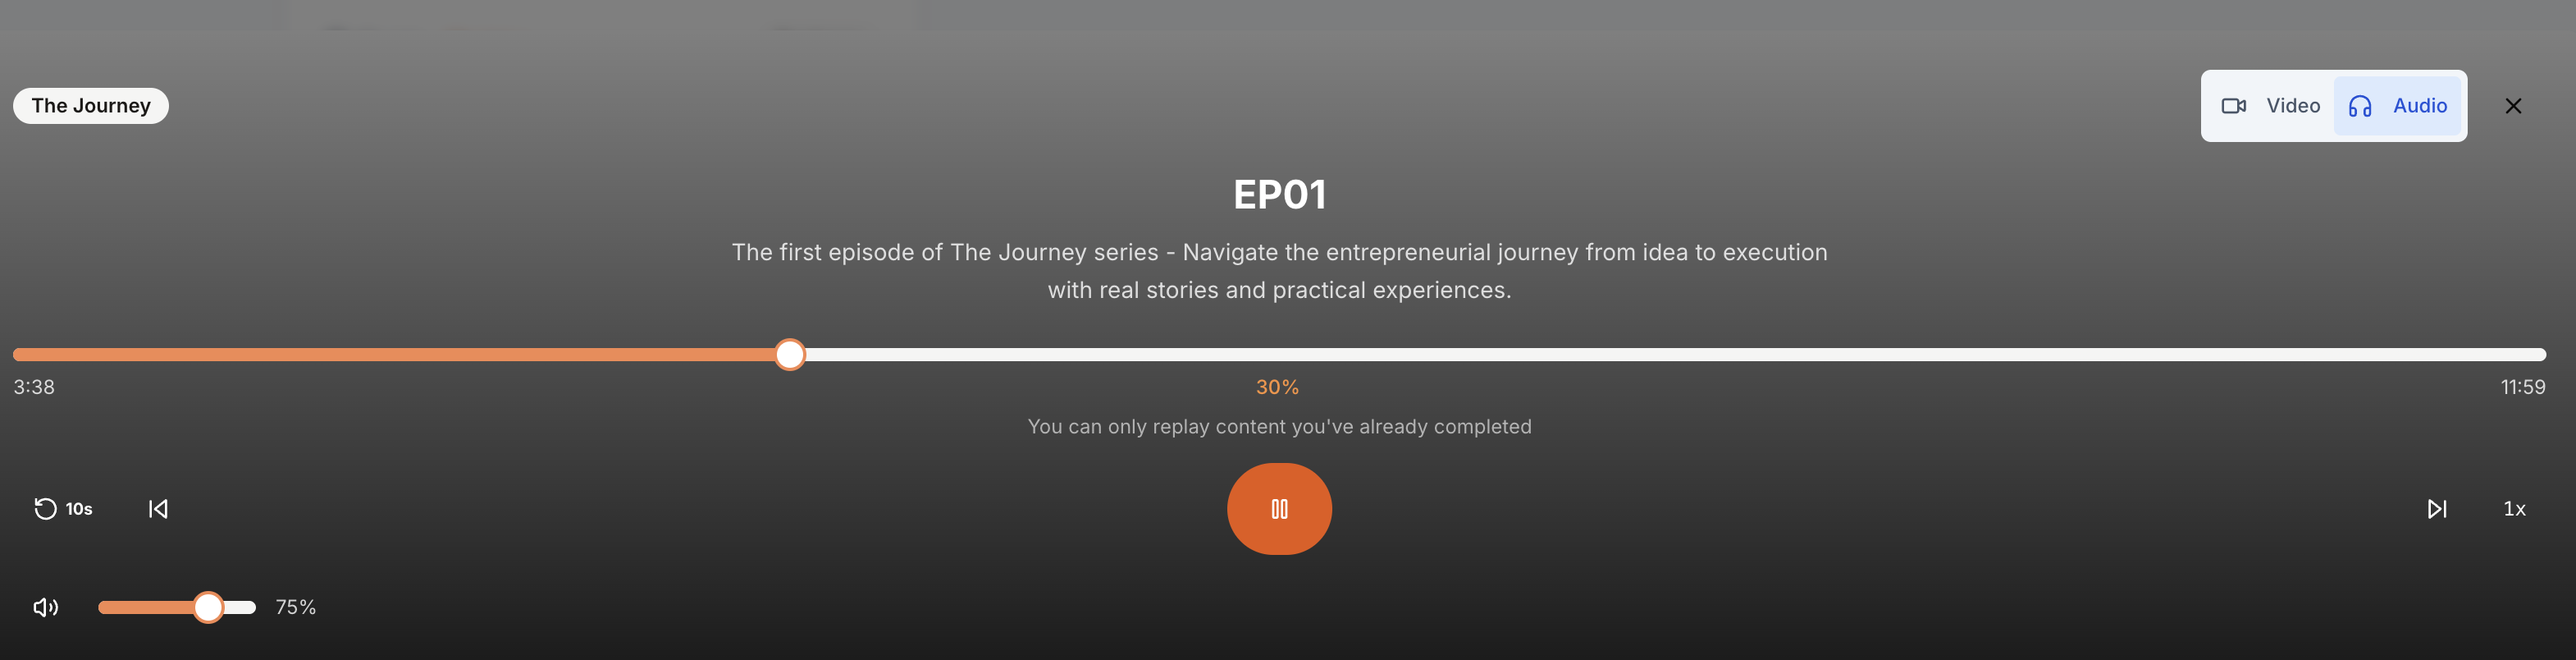 The Journey
Video
Audio
EP01
The first episode of The Journey series - Navigate the entrepreneurial journey from idea to execution
with real stories and practical experiences.
3:38
30%
11:59
You can only replay content you've already completed
10s
1x
75%